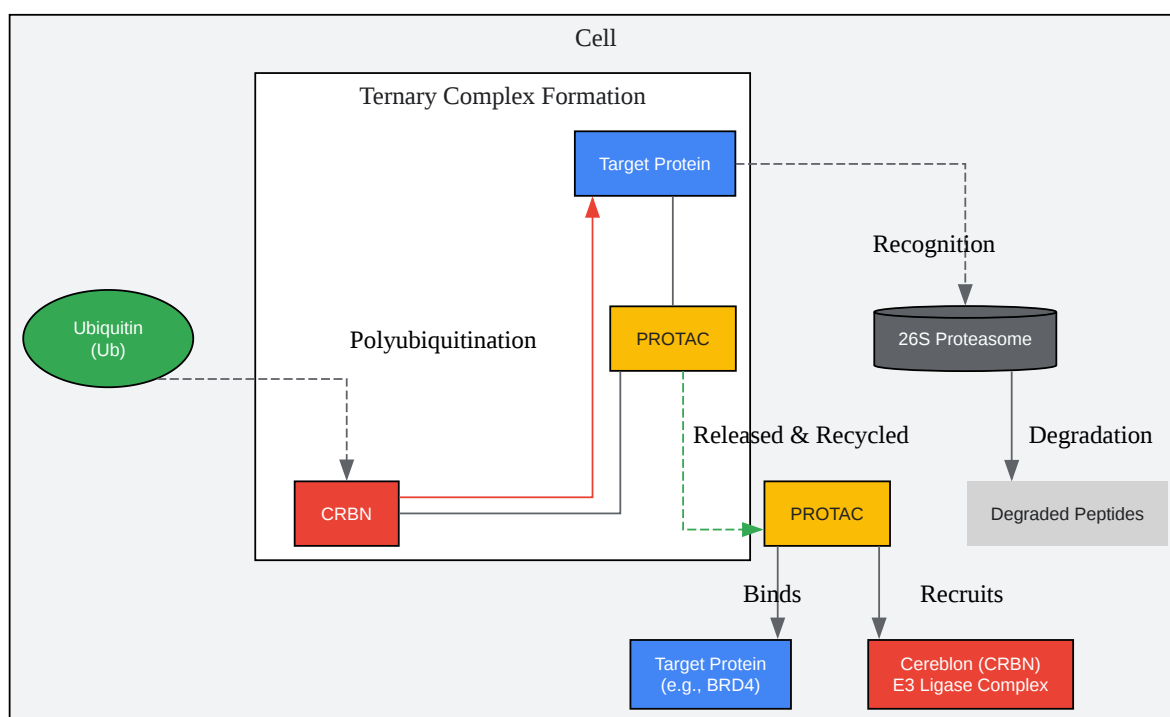 Cell
Ternary Complex Formation
Target Protein
Recognition
Ubiquitin
(Ub)
Polyubiquitination
PROTAC
26S Proteasome
Released & Recycled
Degradation
CRBN
PROTAC
Degraded Peptides
Binds
Recruits
Target Protein
(e.g., BRD4)
Cereblon (CRBN)
E3 Ligase Complex